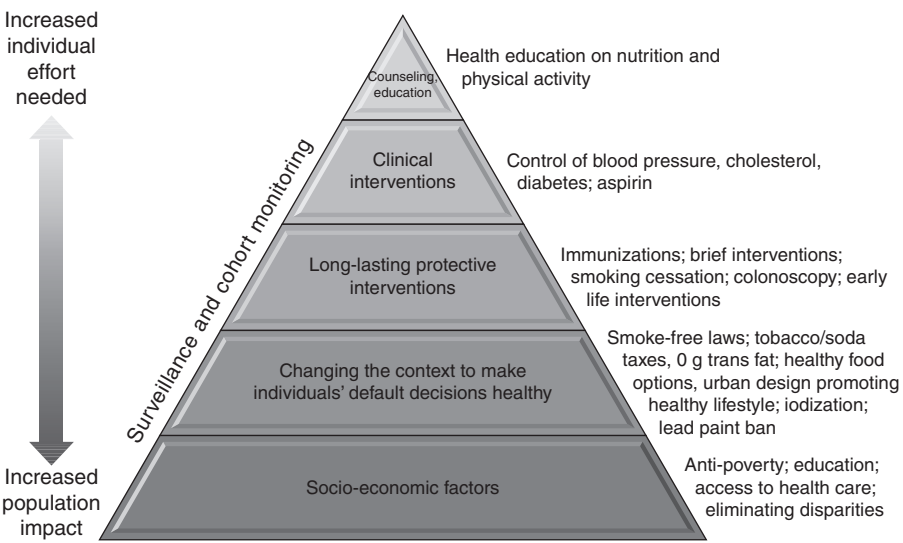 Increased
individual
effort
needed
Increased
population
impact
Surveillance and cohort monitoring
Counseling,
education
Health education on nutrition and
physical activity
Clinical
interventions
Control of blood pressure, cholesterol,
diabetes; aspirin
Long-lasting protective
interventions
Immunizations; brief interventions;
smoking cessation; colonoscopy; early
life interventions
Changing the context to make
individuals’ default decisions healthy
Smoke-free laws; tobacco/soda
taxes, 0 g trans fat; healthy food
options, urban design promoting
healthy lifestyle; iodization;
lead paint ban
Socio-economic factors
Anti-poverty; education;
access to health care;
eliminating disparities